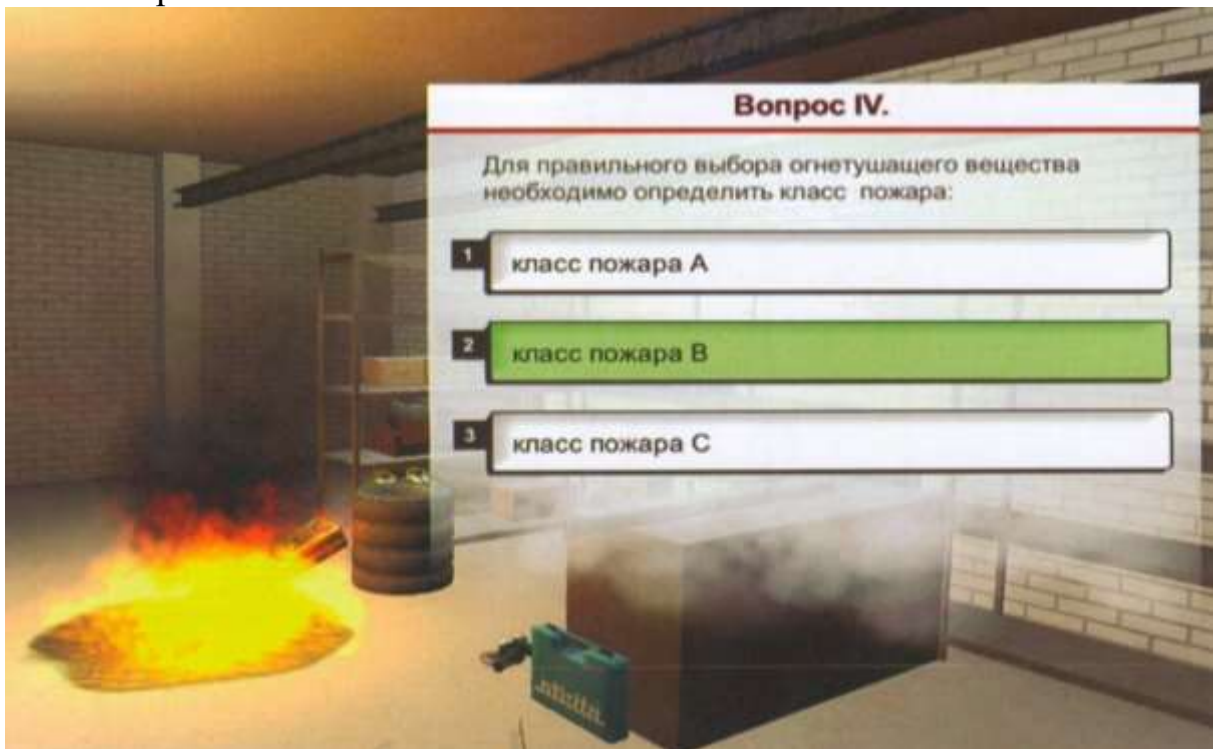 Вопрос IV.
Для правильного выбора огнетушащего вещества
необходимо определить класс пожара:
1
класс пожара А
2
класс пожара В
3
класс пожара С